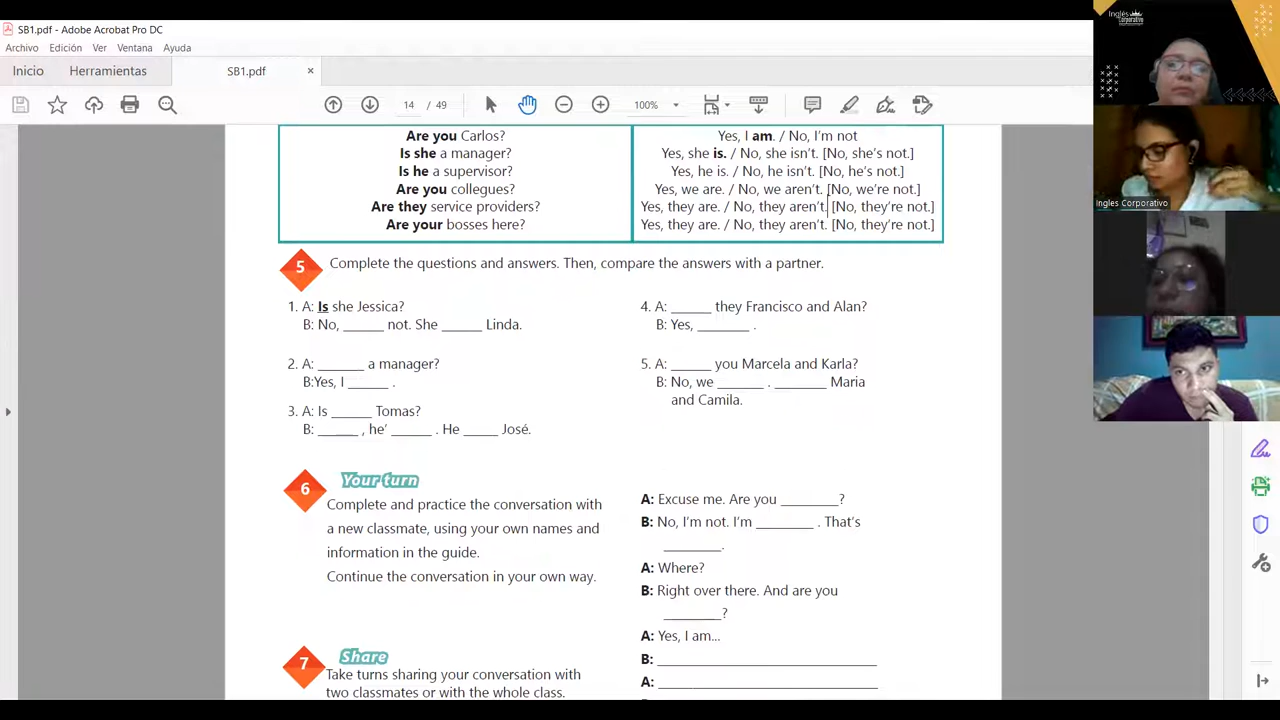 SB1.pdf - Adobe Acrobat Pro DC
Archivo Edición Ver Ventana Ayuda
Inicio Herramientas SB1.pdf ×
14 / 49 100%
Are you Carlos? Yes, I am. / No, I'm not
Is she a manager? Yes, she is. / No, she isn't. [No, she's not.]
Is he a supervisor? Yes, he is. / No, he isn't. [No, he's not.]
Are you collegues? Yes, we are. / No, we aren't. [No, we're not.]
Are they service providers? Yes, they are. / No, they aren't. [No, they're not.]
Are your bosses here? Yes, they are. / No, they aren't. [No, they're not.]
5 Complete the questions and answers. Then, compare the answers with a partner.
1. A: Is she Jessica?
B: No, ______ not. She ______ Linda.
2. A: _______ a manager?
B:Yes, I ______ .
3. A: Is ______ Tomas?
B: ______ , he' ______ . He _____ José.
4. A: ______ they Francisco and Alan?
B: Yes, ________ .
5. A: ______ you Marcela and Karla?
B: No, we _______ . ________ Maria
and Camila.
6 Your turn
Complete and practice the conversation with
a new classmate, using your own names and
information in the guide.
Continue the conversation in your own way.
A: Excuse me. Are you _________?
B: No, I'm not. I'm _________ . That's
_________.
A: Where?
B: Right over there. And are you
_________?
A: Yes, I am...
B: __________________________________
A: __________________________________
7 Share
Take turns sharing your conversation with
two classmates or with the whole class.
Inglés
Corporativo
Ingles Corporativo